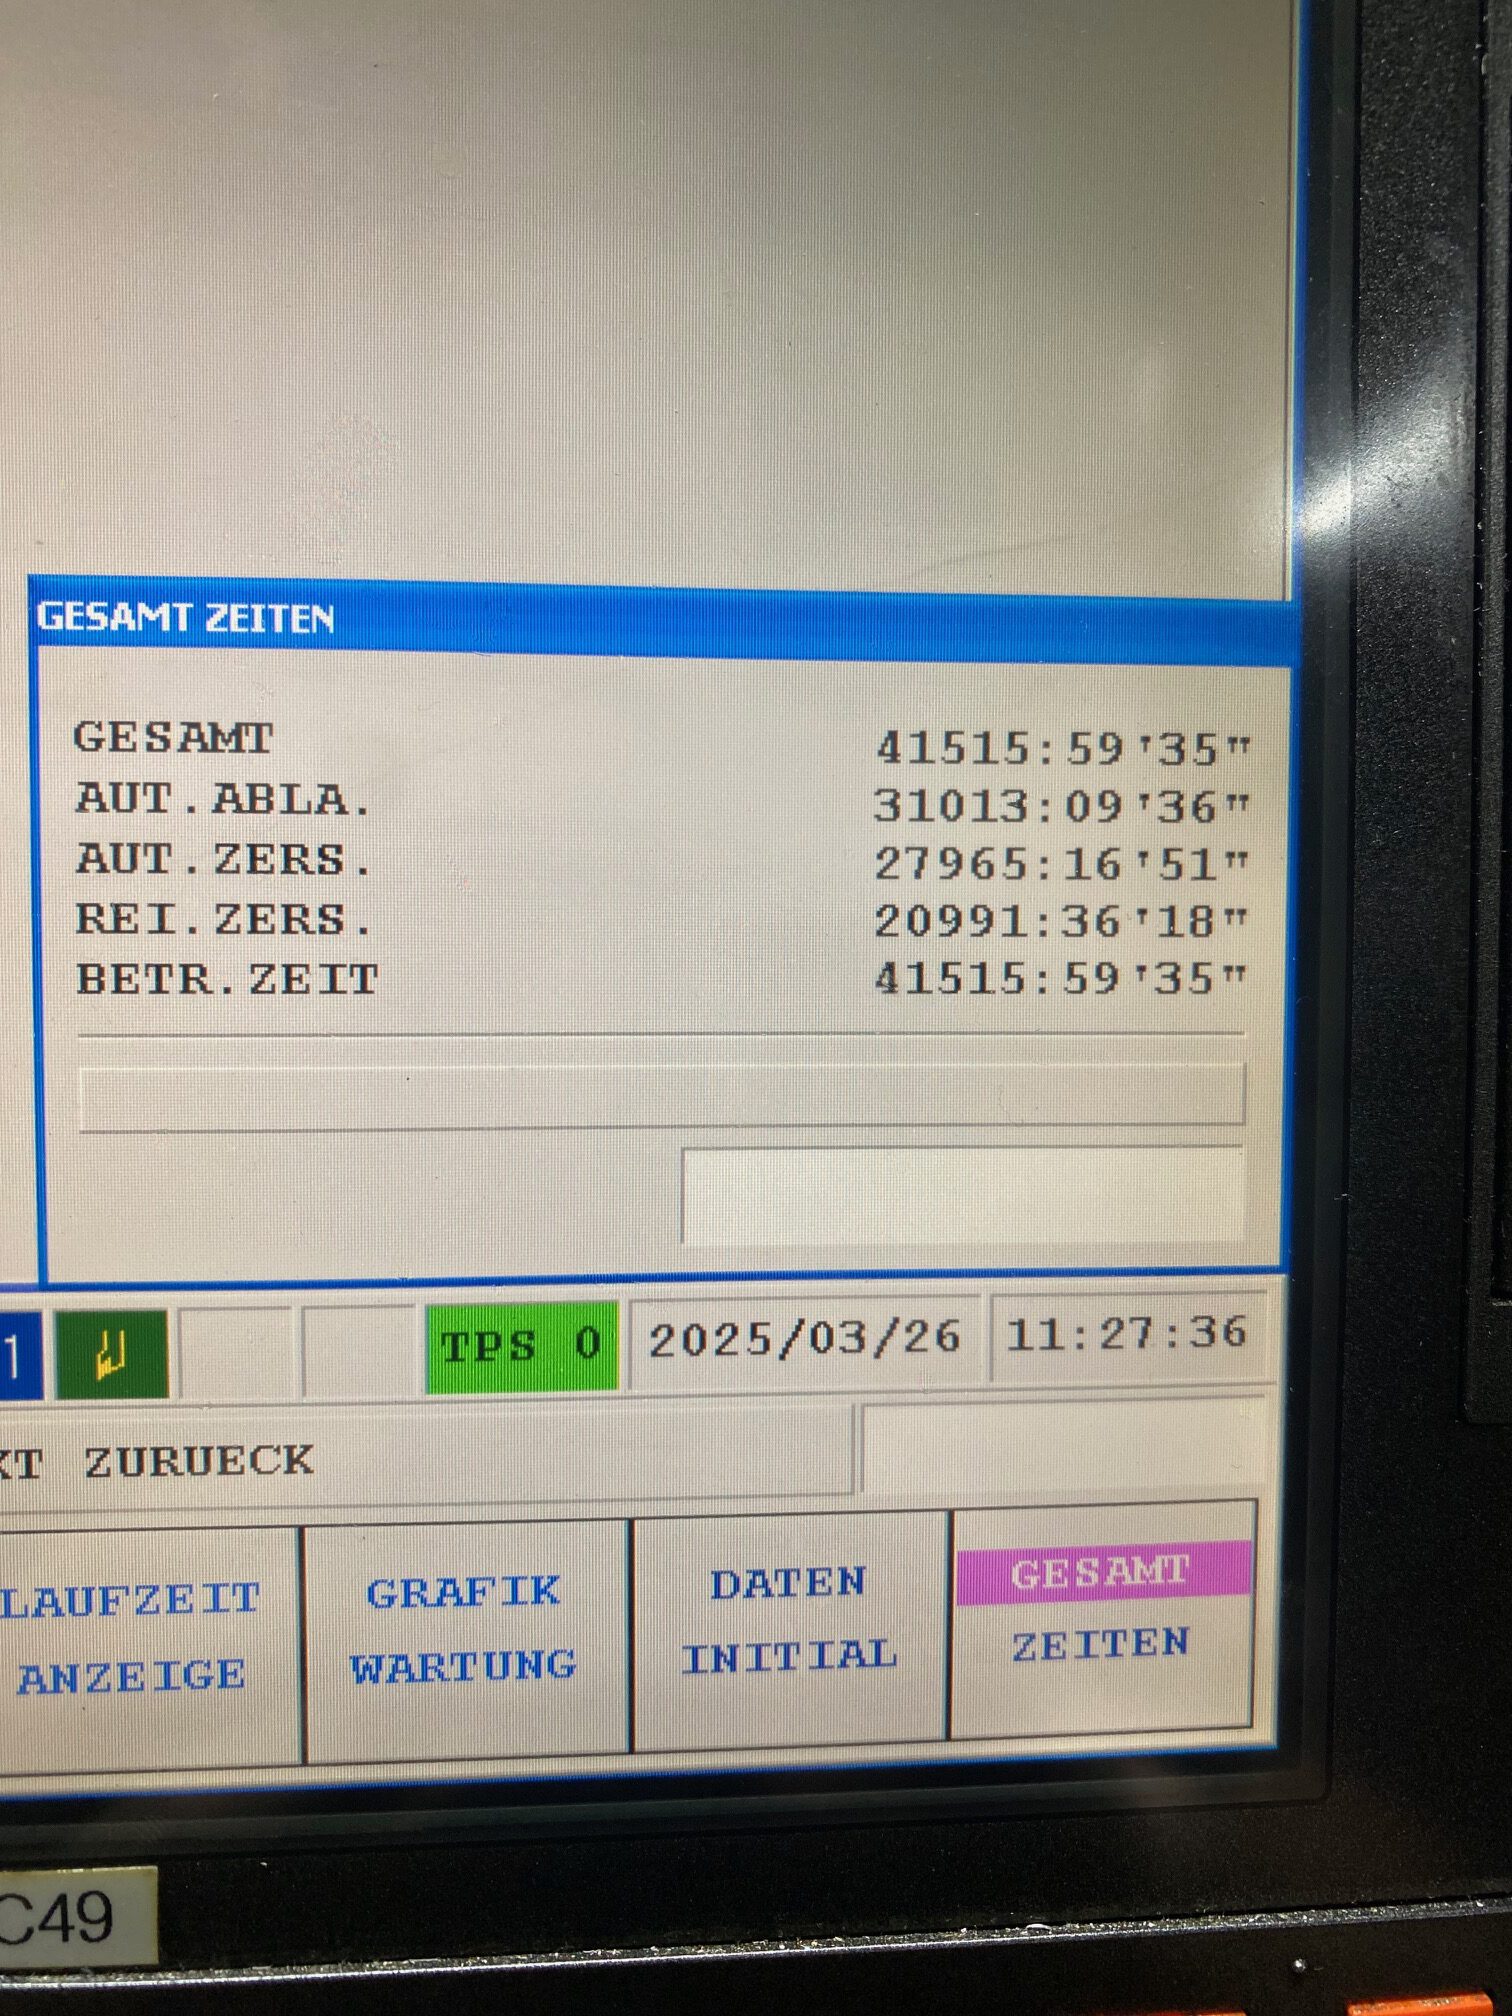 GESAMT ZEITEN
GESAMT 41515:59'35"
AUT.ABLA. 31013:09'36"
AUT.ZERS. 27965:16'51"
REI.ZERS. 20991:36'18"
BETR.ZEIT 41515:59'35"
1 TPS 0 2025/03/26 11:27:36
KT ZURUECK
LAUFZEIT GRAFIK DATEN GESAMT
ANZEIGE WARTUNG INITIAL ZEITEN
C49